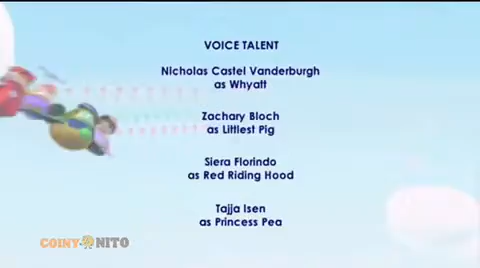 VOICE TALENT
Nicholas Castel Vanderburgh
as Whyatt
Zachary Bloch
as Littlest Pig
Siera Florindo
as Red Riding Hood
Tajja Isen
as Princess Pea
COINY NITO